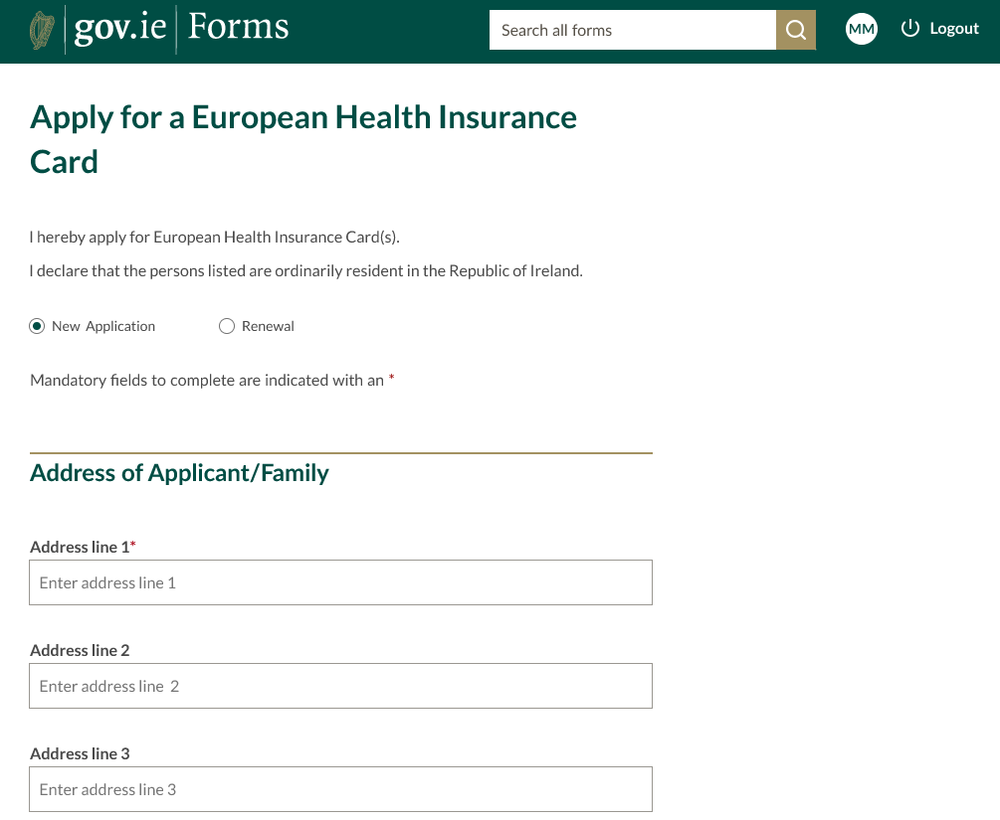 gov.ie Forms
Search all forms
MM
Logout
Apply for a European Health Insurance
Card
I hereby apply for European Health Insurance Card(s).
I declare that the persons listed are ordinarily resident in the Republic of Ireland.
New Application
Renewal
Mandatory fields to complete are indicated with an *
Address of Applicant/Family
Address line 1*
Enter address line 1
Address line 2
Enter address line 2
Address line 3
Enter address line 3